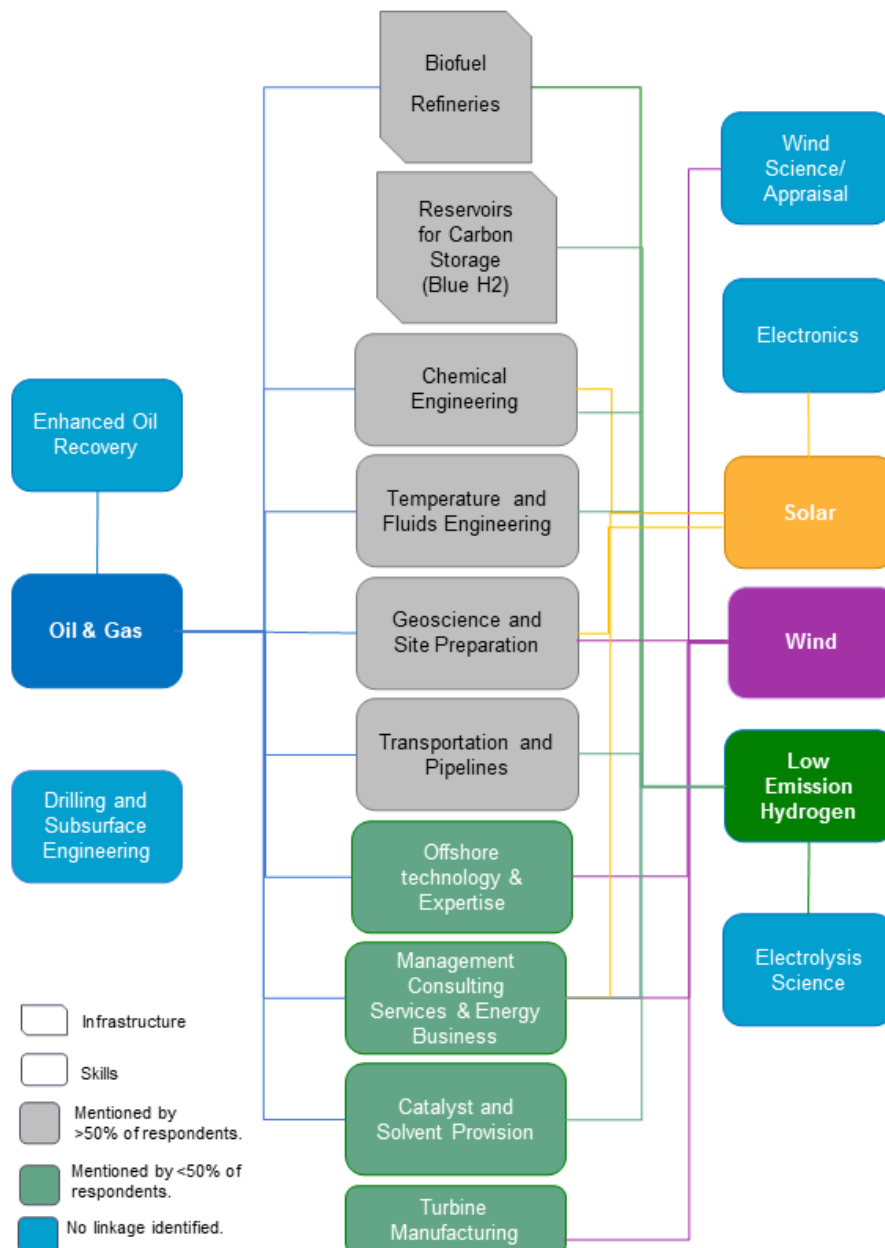 Biofuel
Refineries
Wind
Science/
Appraisal
Reservoirs
for Carbon
Storage
(Blue H2)
Electronics
Chemical
Engineering
Enhanced Oil
Recovery
Temperature and
Fluids Engineering
Solar
Oil & Gas
Geoscience and
Site Preparation
Wind
Transportation and
Pipelines
Low
Emission
Hydrogen
Drilling and
Subsurface
Engineering
Offshore
technology &
Expertise
Management
Consulting
Services & Energy
Business
Electrolysis
Science
Catalyst and
Solvent Provision
Turbine
Manufacturing
Infrastructure
Skills
Mentioned by
>50% of respondents.
Mentioned by <50% of
respondents.
No linkage identified.